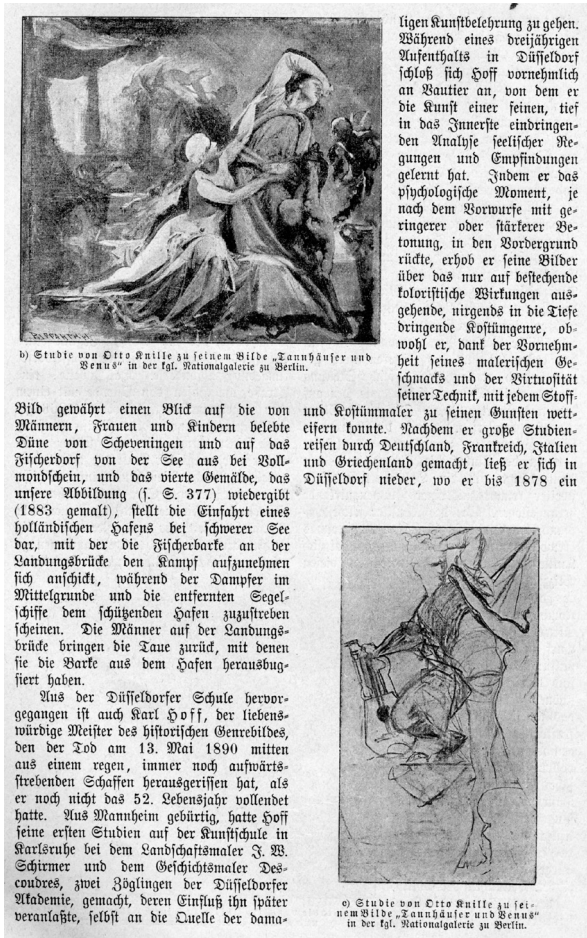 b) Studie von Otto Knille zu seinem Bilde „Tannhäuser und
Venus“ in der kgl. Nationalgalerie zu Berlin.
Bild gewährt einen Blick auf die von
Männern, Frauen und Kindern belebte
Düne von Scheveningen und auf das
Fischerdorf von der See aus bei Voll-
mondschein, und das vierte Gemälde, das
unsere Abbildung (s. S. 377) wiedergibt
(1883 gemalt), stellt die Einfahrt eines
holländischen Hafens bei schwerer See
dar, mit der die Fischerbarke an der
Landungsbrücke den Kampf aufzunehmen
sich anschickt, während der Dampfer im
Mittelgrunde und die entfernten Segel-
schiffe dem schützenden Hafen zuzustreben
scheinen. Die Männer auf der Landungs-
brücke bringen die Taue zurück, mit denen
sie die Barke aus dem Hafen herausbug-
siert haben.
Aus der Düsseldorfer Schule hervor-
gegangen ist auch Karl Hoff, der liebens-
würdige Meister des historischen Genrebildes,
den der Tod am 13. Mai 1890 mitten
aus einem regen, immer noch aufwärts-
strebenden Schaffen herausgerissen hat, als
er noch nicht das 52. Lebensjahr vollendet
hatte. Aus Mannheim gebürtig, hatte Hoff
seine ersten Studien auf der Kunstschule in
Karlsruhe bei dem Landschaftsmaler J. W.
Schirmer und dem Geschichtsmaler Des-
coudres, zwei Zöglingen der Düsseldorfer
Akademie, gemacht, deren Einfluß ihn später
veranlaßte, selbst an die Quelle der dama-
ligen Kunstbelehrung zu gehen.
Während eines dreijährigen
Aufenthalts in Düsseldorf
schloß sich Hoff vornehmlich
an Vautier an, von dem er
die Kunst einer feinen, tief
in das Innerste eindringen-
den Analyse seelischer Re-
gungen und Empfindungen
gelernt hat. Indem er das
psychologische Moment, je
nach dem Vorwurfe mit ge-
ringerer oder stärkerer Be-
tonung, in den Vordergrund
rückte, erhob er seine Bilder
über das nur auf bestechende
koloristische Wirkungen aus-
gehende, nirgends in die Tiefe
dringende Kostümgenre, ob-
wohl er, dank der Vornehm-
heit seines malerischen Ge-
schmacks und der Virtuosität
seiner Technik, mit jedem Stoff-
und Kostümmaler zu seinen Gunsten wett-
eifern konnte. Nachdem er große Studien-
reisen durch Deutschland, Frankreich, Italien
und Griechenland gemacht, ließ er sich in
Düsseldorf nieder, wo er bis 1878 ein
c) Studie von Otto Knille zu sei-
nem Bilde „Tannhäuser und Venus“
in der kgl. Nationalgalerie zu Berlin.